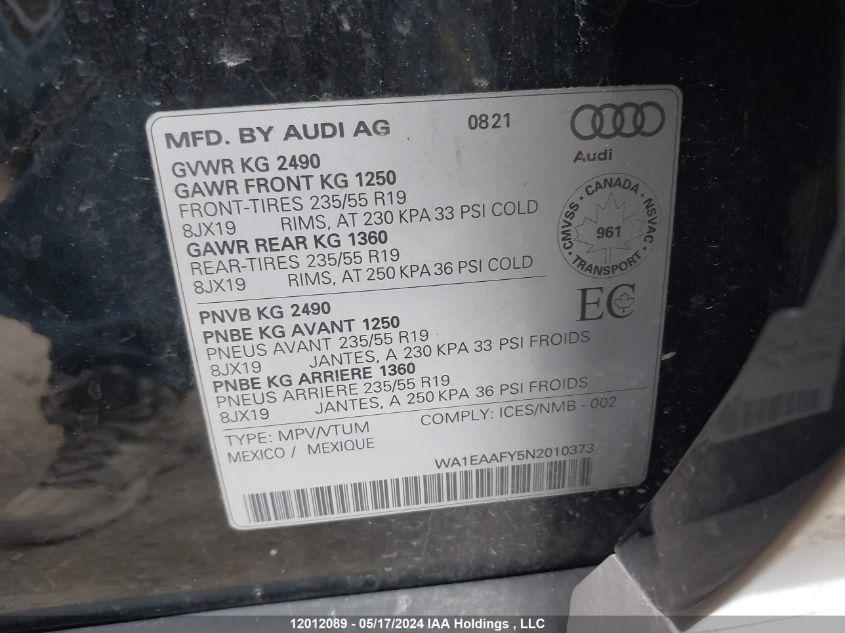 MFD. BY AUDI AG 0821
Audi
GVWR KG 2490
GAWR FRONT KG 1250
FRONT-TIRES 235/55 R19
8JX19 RIMS, AT 230 KPA 33 PSI COLD
GAWR REAR KG 1360
REAR-TIRES 235/55 R19
8JX19 RIMS, AT 250 KPA 36 PSI COLD
CMVSS - CANADA - NSVAC - TRANSPORT -
961
EC
PNVB KG 2490
PNBE KG AVANT 1250
PNEUS AVANT 235/55 R19
8JX19 JANTES, A 230 KPA 33 PSI FROIDS
PNBE KG ARRIERE 1360
PNEUS ARRIERE 235/55 R19
8JX19 JANTES, A 250 KPA 36 PSI FROIDS
TYPE: MPV/VTUM COMPLY: ICES/NMB - 002
MEXICO / MEXIQUE
WA1EAAFY5N2010373
12012089 - 05/17/2024 IAA Holdings , LLC